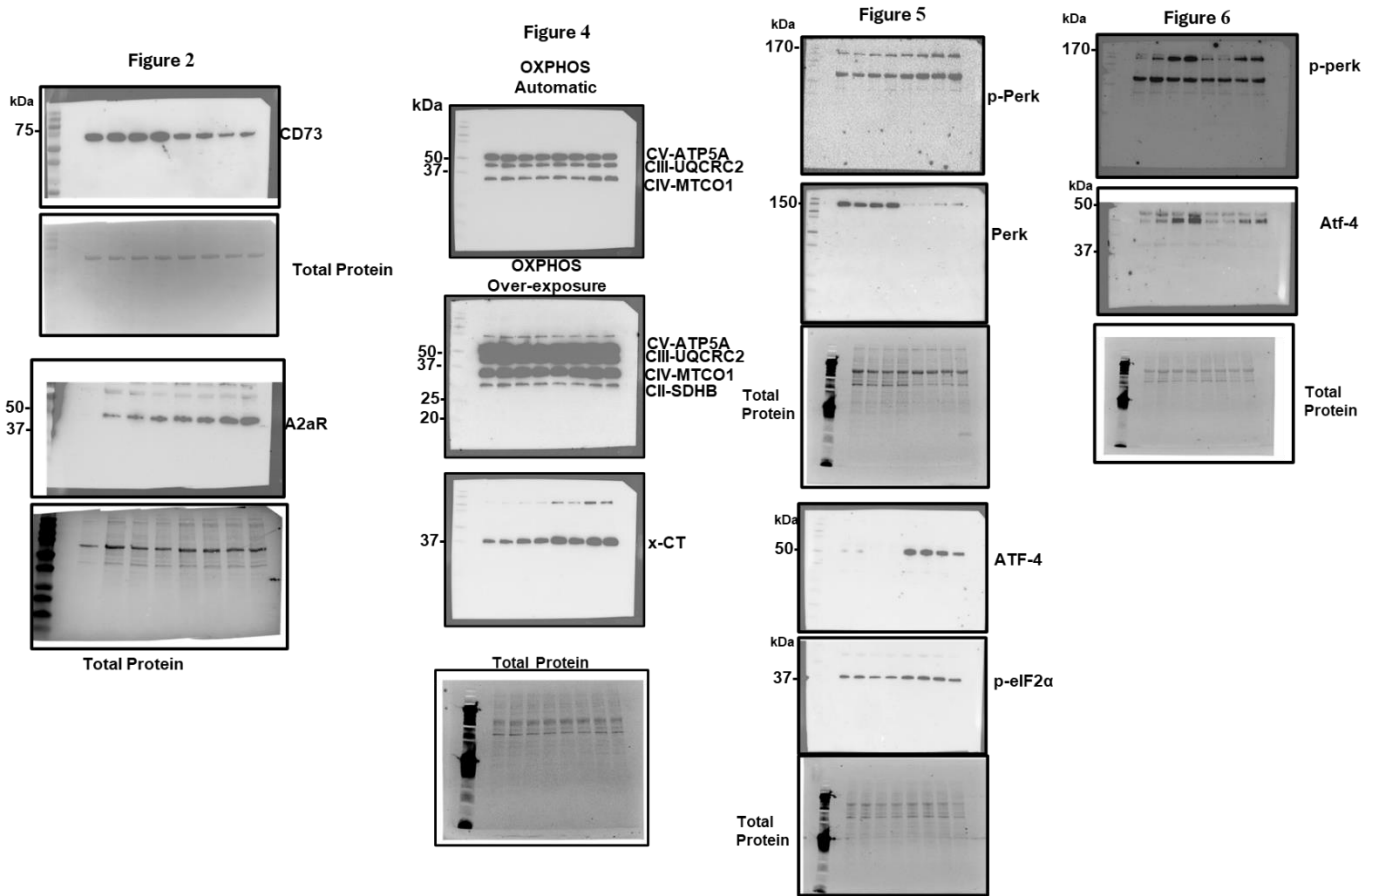 Figure 2
kDa
75-
CD73
Total Protein
50-
37-
A2aR
Total Protein
Figure 4
OXPHOS
Automatic
kDa
50-
37-
CV-ATP5A
CIII-UQCRC2
CIV-MTCO1
OXPHOS
Over-exposure
50-
37-
25-
20-
CV-ATP5A
CIII-UQCRC2
CIV-MTCO1
CII-SDHB
37-
x-CT
Total Protein
Figure 5
kDa
170-
p-Perk
150-
Perk
Total
Protein
kDa
50-
ATF-4
kDa
37-
p-eIF2α
Total
Protein
Figure 6
kDa
170-
p-perk
kDa
50-
37-
Atf-4
Total
Protein